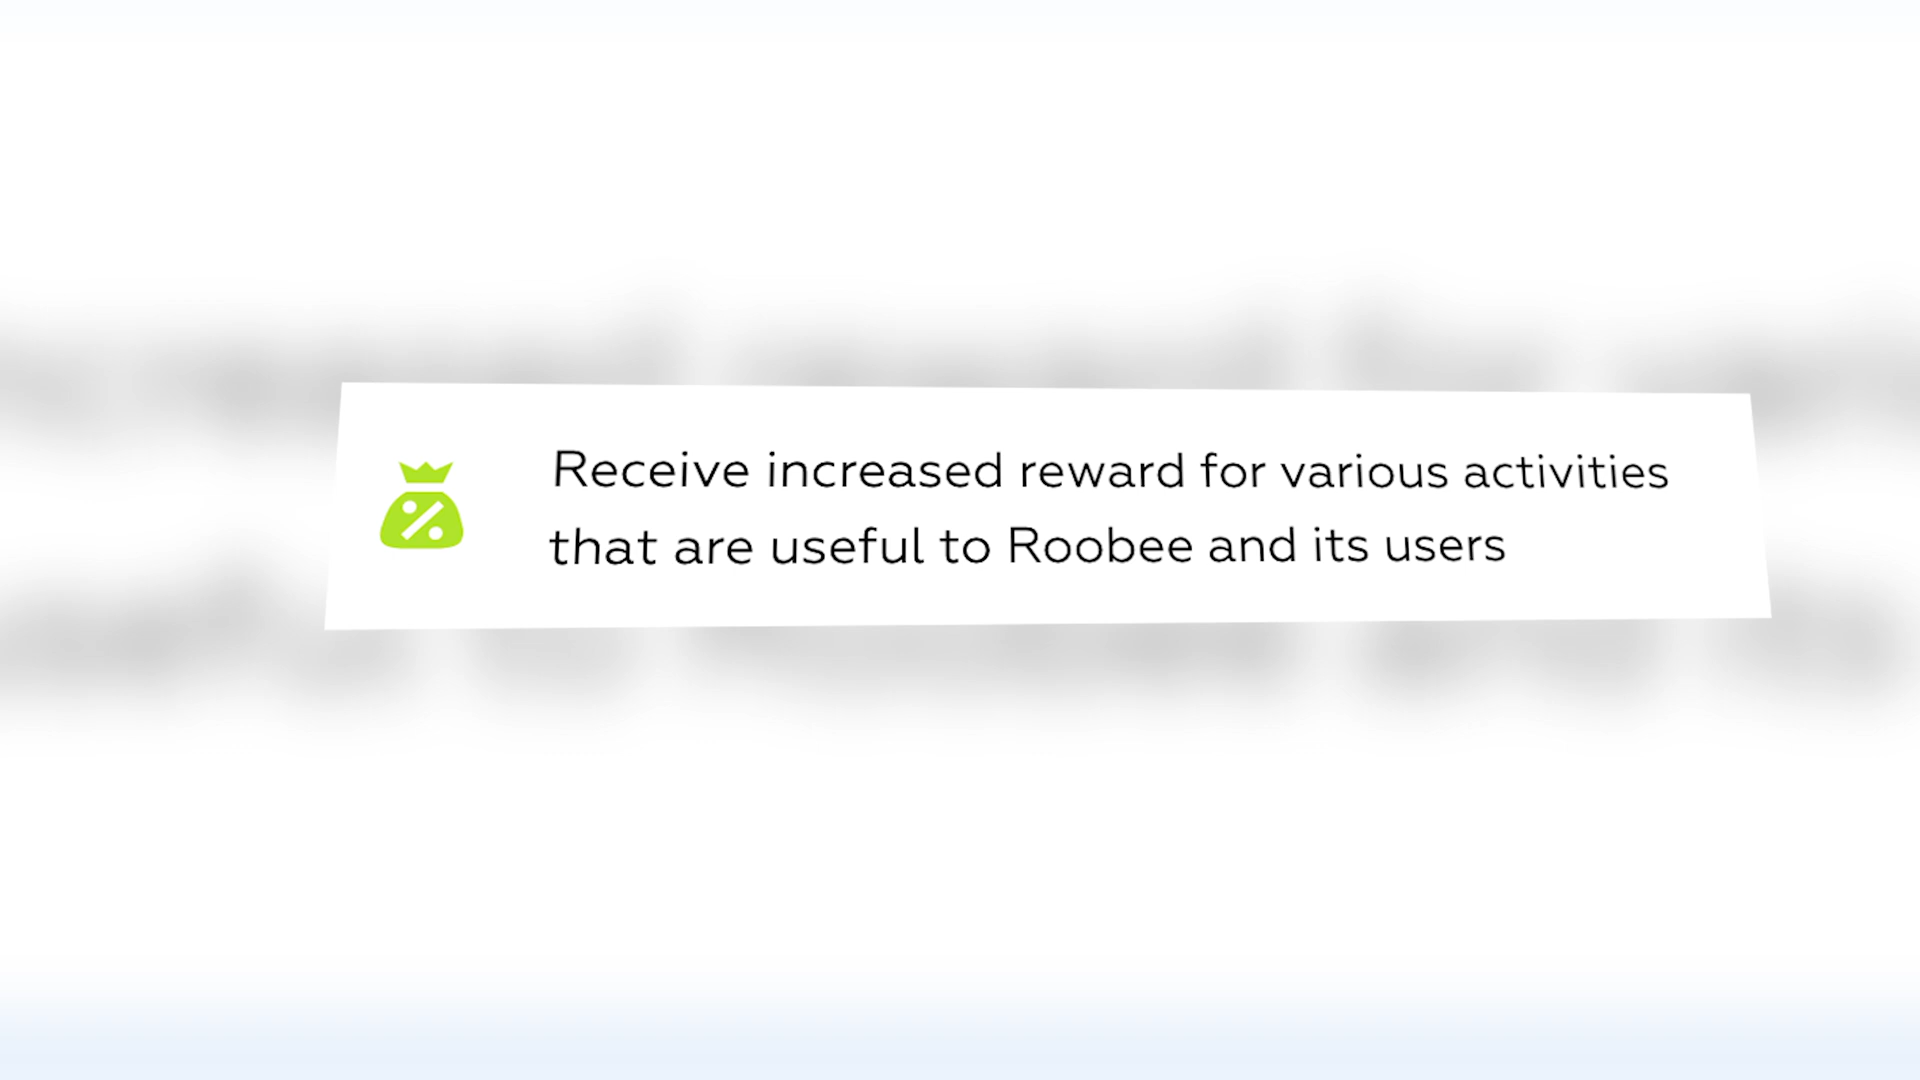 Receive increased reward for various activities
that are useful to Roobee and its users